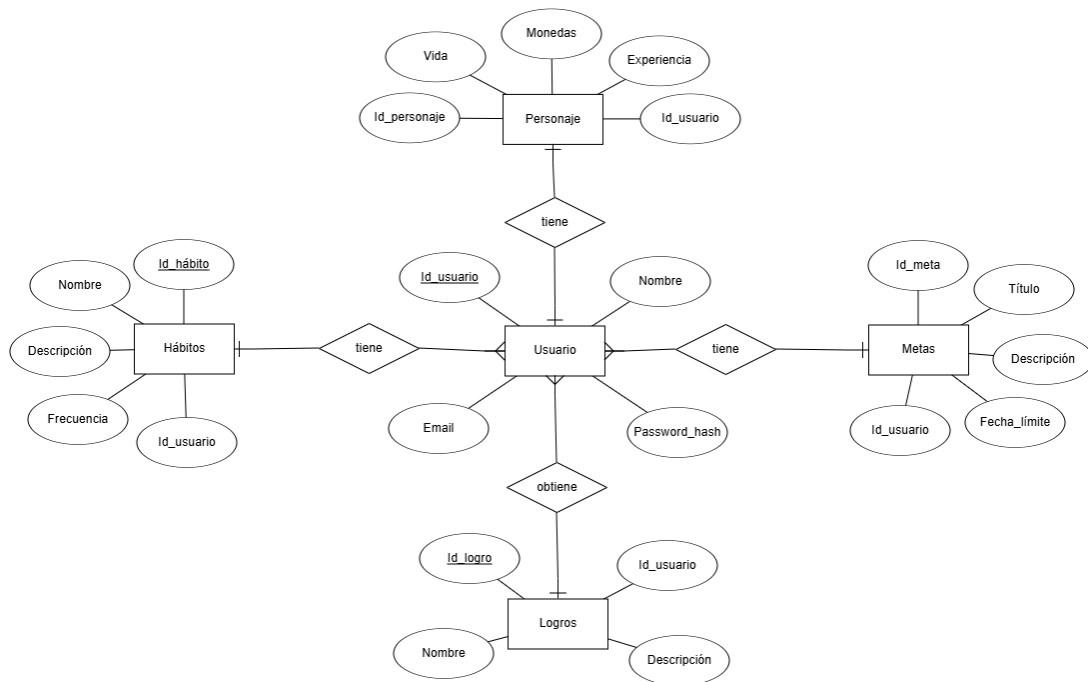 Monedas
Vida
Experiencia
Id_personaje
Personaje
Id_usuario
tiene
Id_hábito
Id_usuario
Nombre
Id_meta
Nombre
Título
Descripción
Hábitos
tiene
Usuario
tiene
Metas
Descripción
Frecuencia
Id_usuario
Email
Password_hash
Id_usuario
Fecha_límite
obtiene
Id_logro
Id_usuario
Logros
Nombre
Descripción